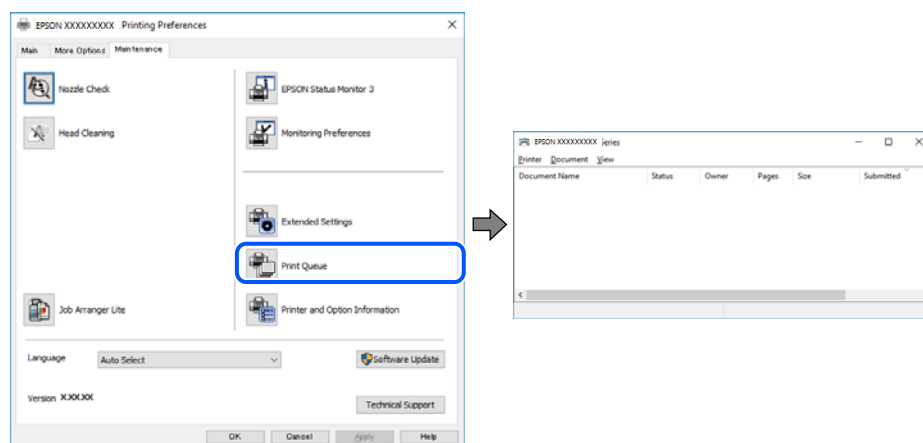 EPSON XXXXXXXXX Printing Preferences
Main More Options Maintenance
Nozzle Check
EPSON Status Monitor 3
Head Cleaning
Monitoring Preferences
Extended Settings
Print Queue
Job Arranger Lite
Printer and Option Information
Language Auto Select Software Update
Version X.XX.XX
Technical Support
OK Cancel Apply Help
EPSON XXXXXXXXX ieries
Printer Document View
Document Name Status Owner Pages Size Submitted